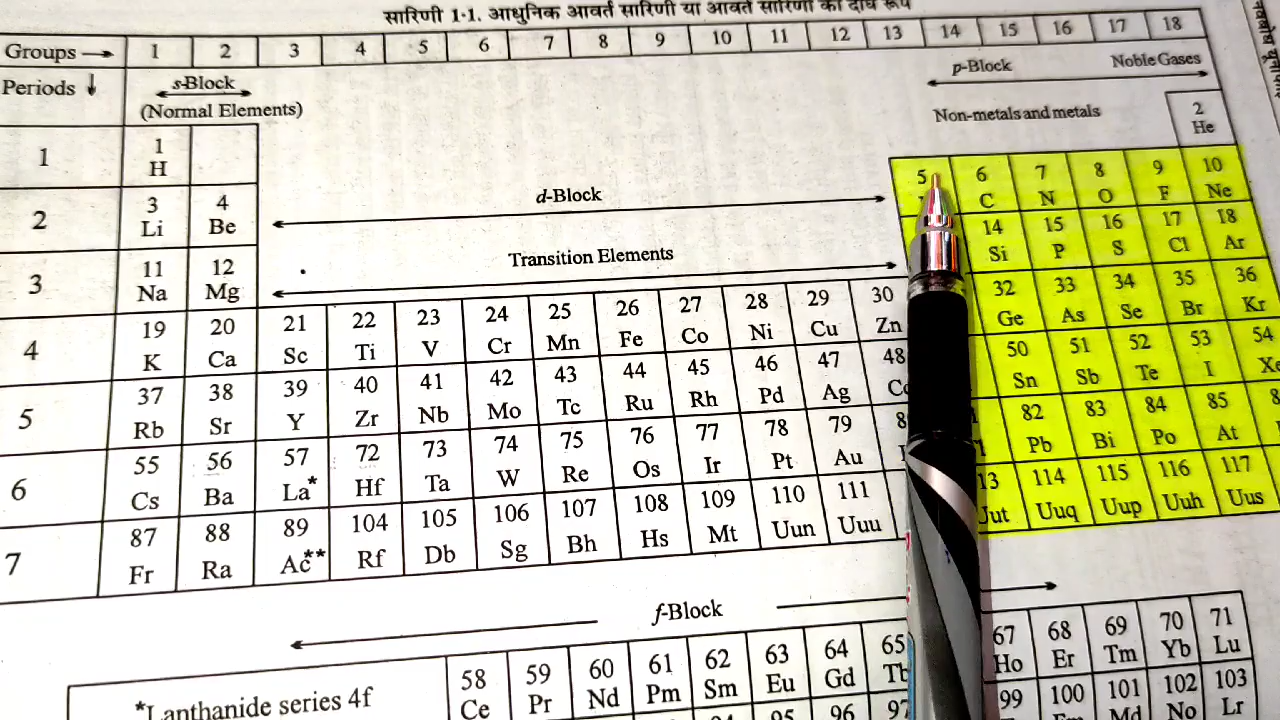 सारिणी 1·1. आधुनिक आवर्त सारिणी या आवर्त सारिणी का दीर्घ रूप
Groups → 1 2 3 4 5 6 7 8 9 10 11 12 13 14 15 16 17 18
Periods ↓ s-Block p-Block Noble Gases
(Normal Elements) Non-metals and metals
1 1 2
H He
2 3 4 d-Block 5 6 7 8 9 10
Li Be C N O F Ne
3 11 12 Transition Elements 14 15 16 17 18
Na Mg Si P S Cl Ar
4 19 20 21 22 23 24 25 26 27 28 29 30 32 33 34 35 36
K Ca Sc Ti V Cr Mn Fe Co Ni Cu Zn Ge As Se Br Kr
5 37 38 39 40 41 42 43 44 45 46 47 48 50 51 52 53 54
Rb Sr Y Zr Nb Mo Tc Ru Rh Pd Ag Sn Sb Te I
6 55 56 57 72 73 74 75 76 77 78 79 82 83 84 85
Cs Ba La* Hf Ta W Re Os Ir Pt Au Pb Bi Po At
7 87 88 89 104 105 106 107 108 109 110 111 114 115 116 117
Fr Ra Ac** Rf Db Sg Bh Hs Mt Uun Uuu Uuq Uup Uuh Uus
f-Block
*Lanthanide series 4f 58 59 60 61 62 63 64 65 67 68 69 70 71
Ce Pr Nd Pm Sm Eu Gd Tb Ho Er Tm Yb Lu
95 96 97 99 100 101 102 103
Md No Lr